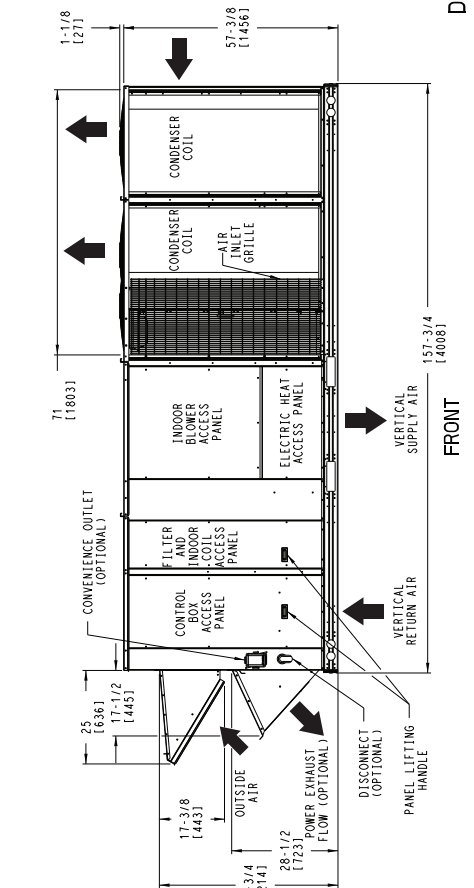 1-1/8
[27]
57-3/8
[1456]
CONDENSER
COIL
CONDENSER
COIL
AIR
INLET
GRILLE
71
[1803]
157-3/4
[4008]
INDOOR
BLOWER
ACCESS
PANEL
ELECTRIC HEAT
ACCESS PANEL
VERTICAL
SUPPLY AIR
FRONT
CONVENIENCE OUTLET
(OPTIONAL)
FILTER
AND
INDOOR
COIL
ACCESS
PANEL
CONTROL
BOX
ACCESS
PANEL
VERTICAL
RETURN AIR
25
[636]
17-1/2
[445]
17-3/8
[443]
OUTSIDE
AIR
POWER EXHAUST
FLOW (OPTIONAL)
28-1/2
[723]
DISCONNECT
(OPTIONAL)
PANEL LIFTING
HANDLE
3/4
214]
D